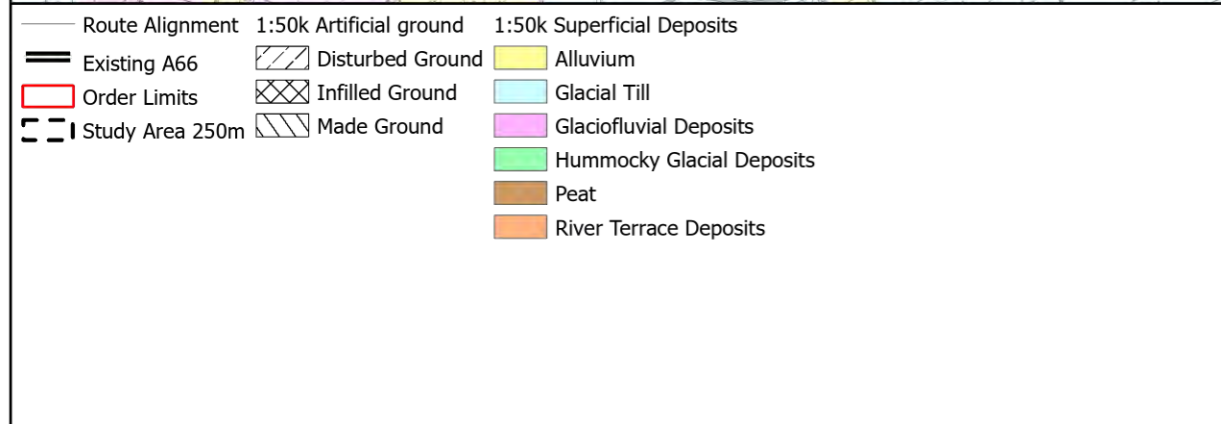 Route Alignment
Existing A66
Order Limits
Study Area 250m
1:50k Artificial ground
Disturbed Ground
Infilled Ground
Made Ground
1:50k Superficial Deposits
Alluvium
Glacial Till
Glaciofluvial Deposits
Hummocky Glacial Deposits
Peat
River Terrace Deposits